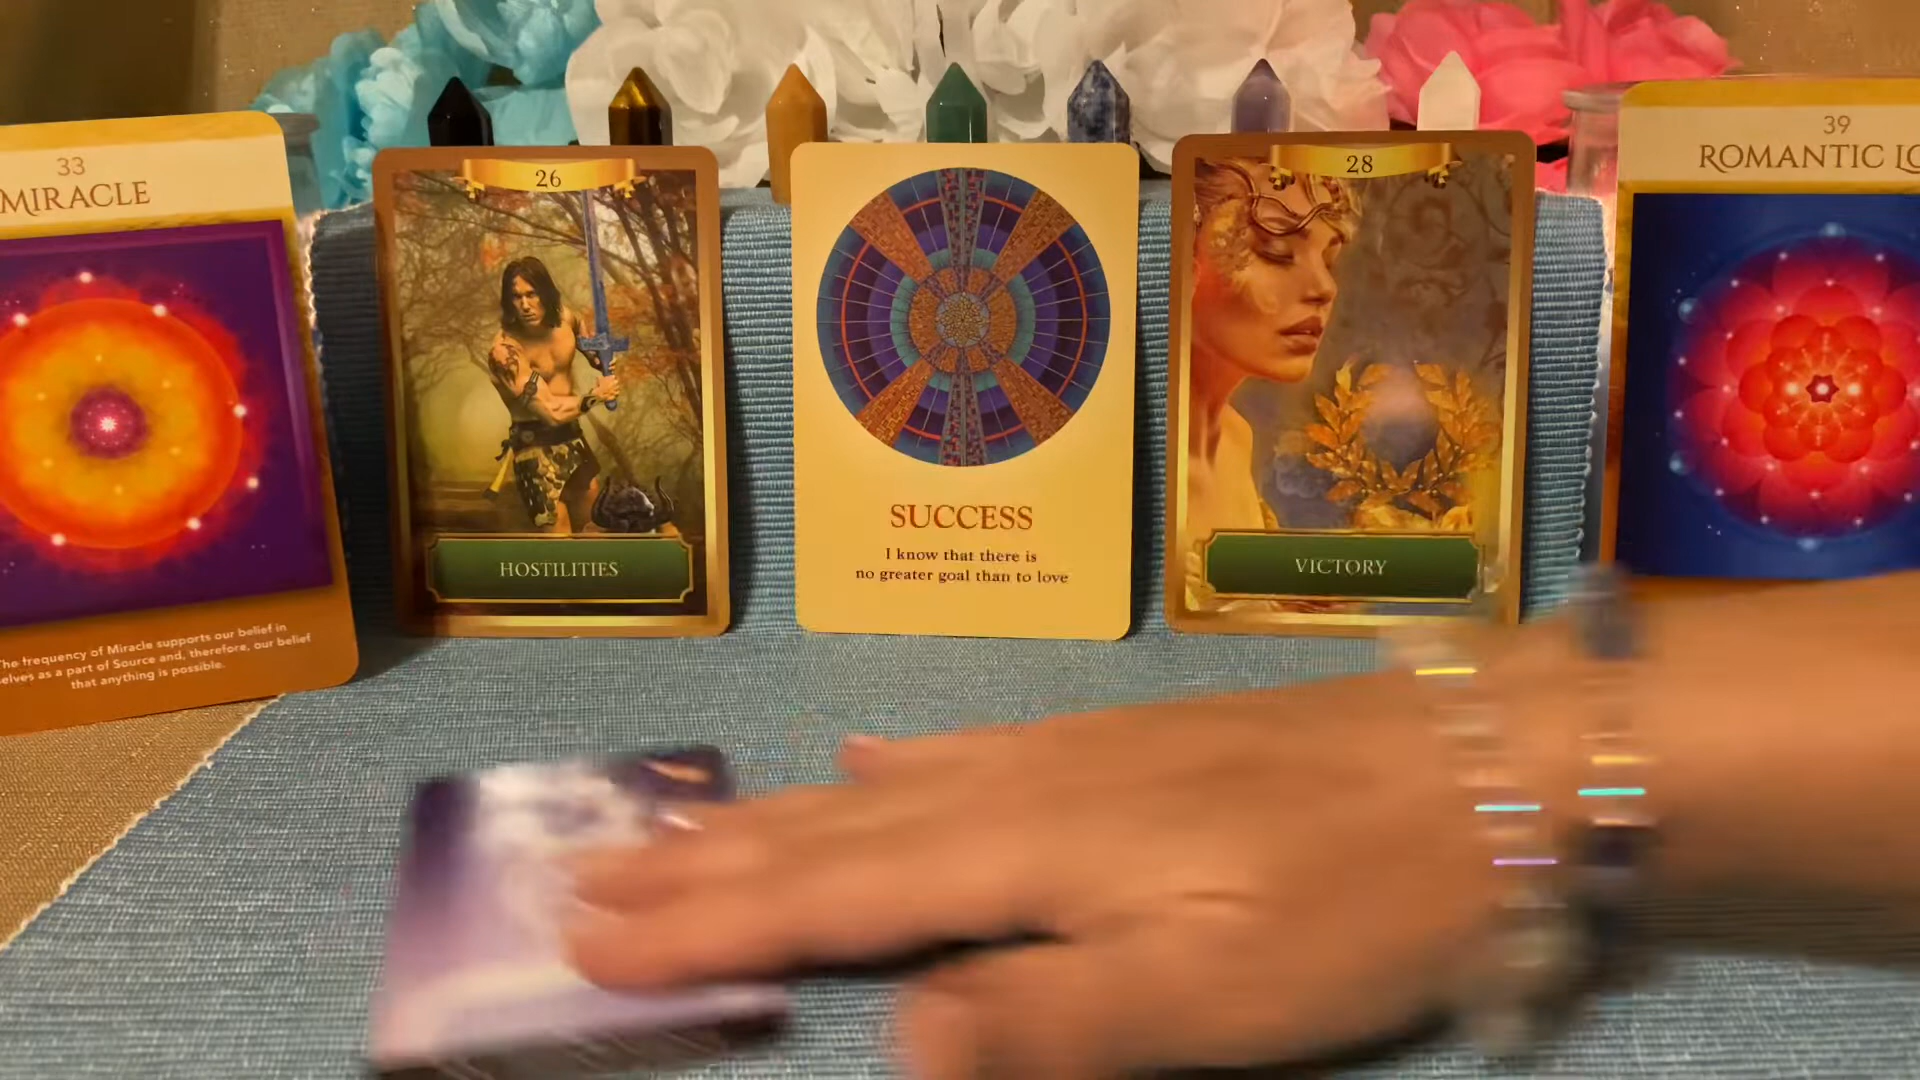 33
MIRACLE
The frequency of Miracle supports our belief in
as a part of Source and, therefore, our belief
that anything is possible.
26
HOSTILITIES
SUCCESS
I know that there is
no greater goal than to love
28
VICTORY
39
ROMANTIC